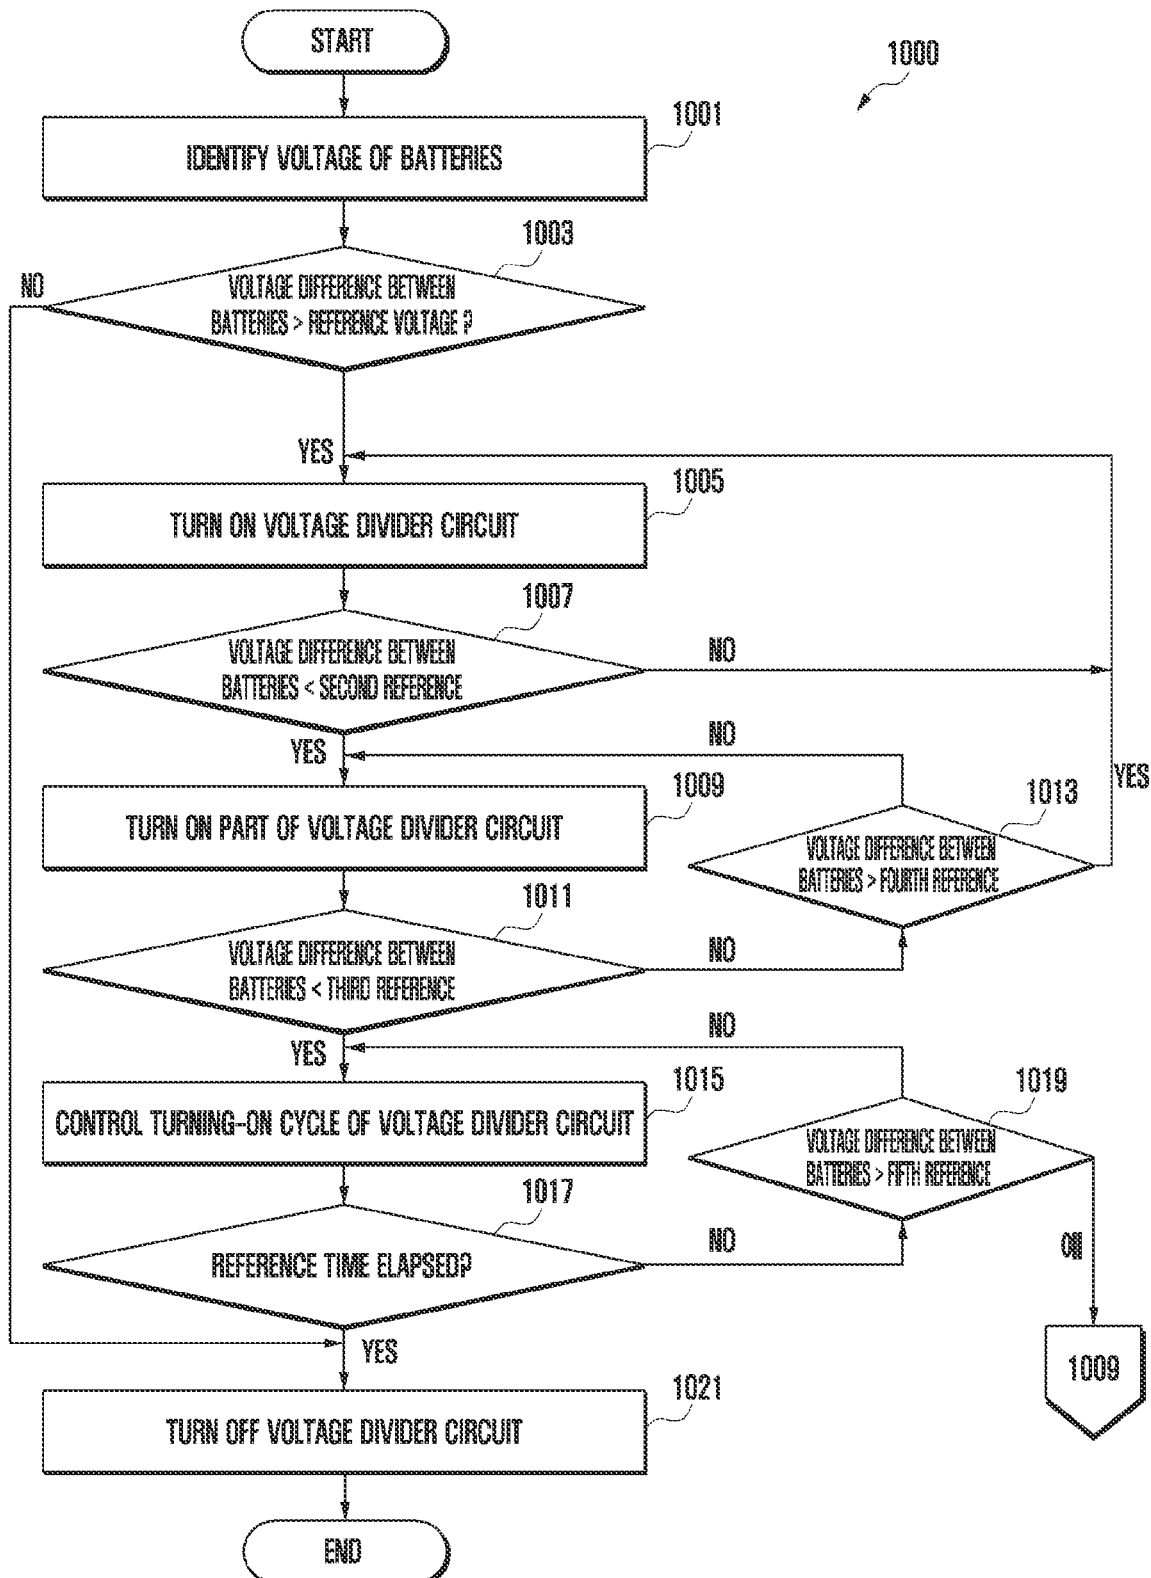 START
1000
1001
IDENTIFY VOLTAGE OF BATTERIES
1003
NO
VOLTAGE DIFFERENCE BETWEEN
BATTERIES > REFERENCE VOLTAGE ?
YES
1005
TURN ON VOLTAGE DIVIDER CIRCUIT
1007
VOLTAGE DIFFERENCE BETWEEN
BATTERIES < SECOND REFERENCE
NO
YES
NO
YES
1009
TURN ON PART OF VOLTAGE DIVIDER CIRCUIT
1013
VOLTAGE DIFFERENCE BETWEEN
BATTERIES > FOURTH REFERENCE
1011
VOLTAGE DIFFERENCE BETWEEN
BATTERIES < THIRD REFERENCE
NO
YES
NO
1015
CONTROL TURNING-ON CYCLE OF VOLTAGE DIVIDER CIRCUIT
1019
VOLTAGE DIFFERENCE BETWEEN
BATTERIES > FIFTH REFERENCE
1017
REFERENCE TIME ELAPSED?
NO
YES
1009
1021
TURN OFF VOLTAGE DIVIDER CIRCUIT
END